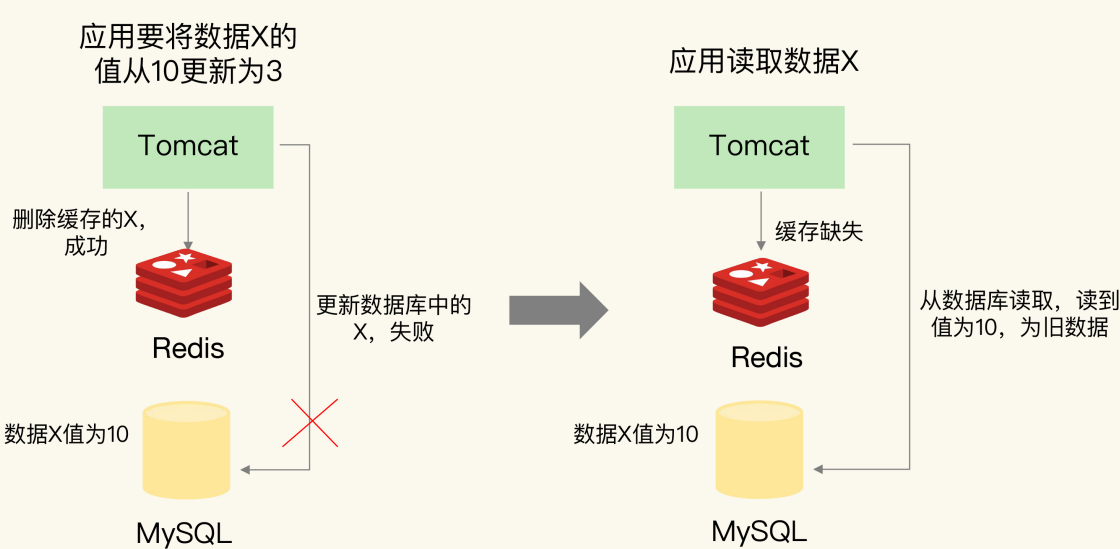 应用要将数据X的
值从10更新为3
Tomcat
删除缓存的X，
成功
Redis
更新数据库中的
X，失败
数据X值为10
MySQL
应用读取数据X
Tomcat
缓存缺失
Redis
从数据库读取，读到
值为10，为旧数据
数据X值为10
MySQL